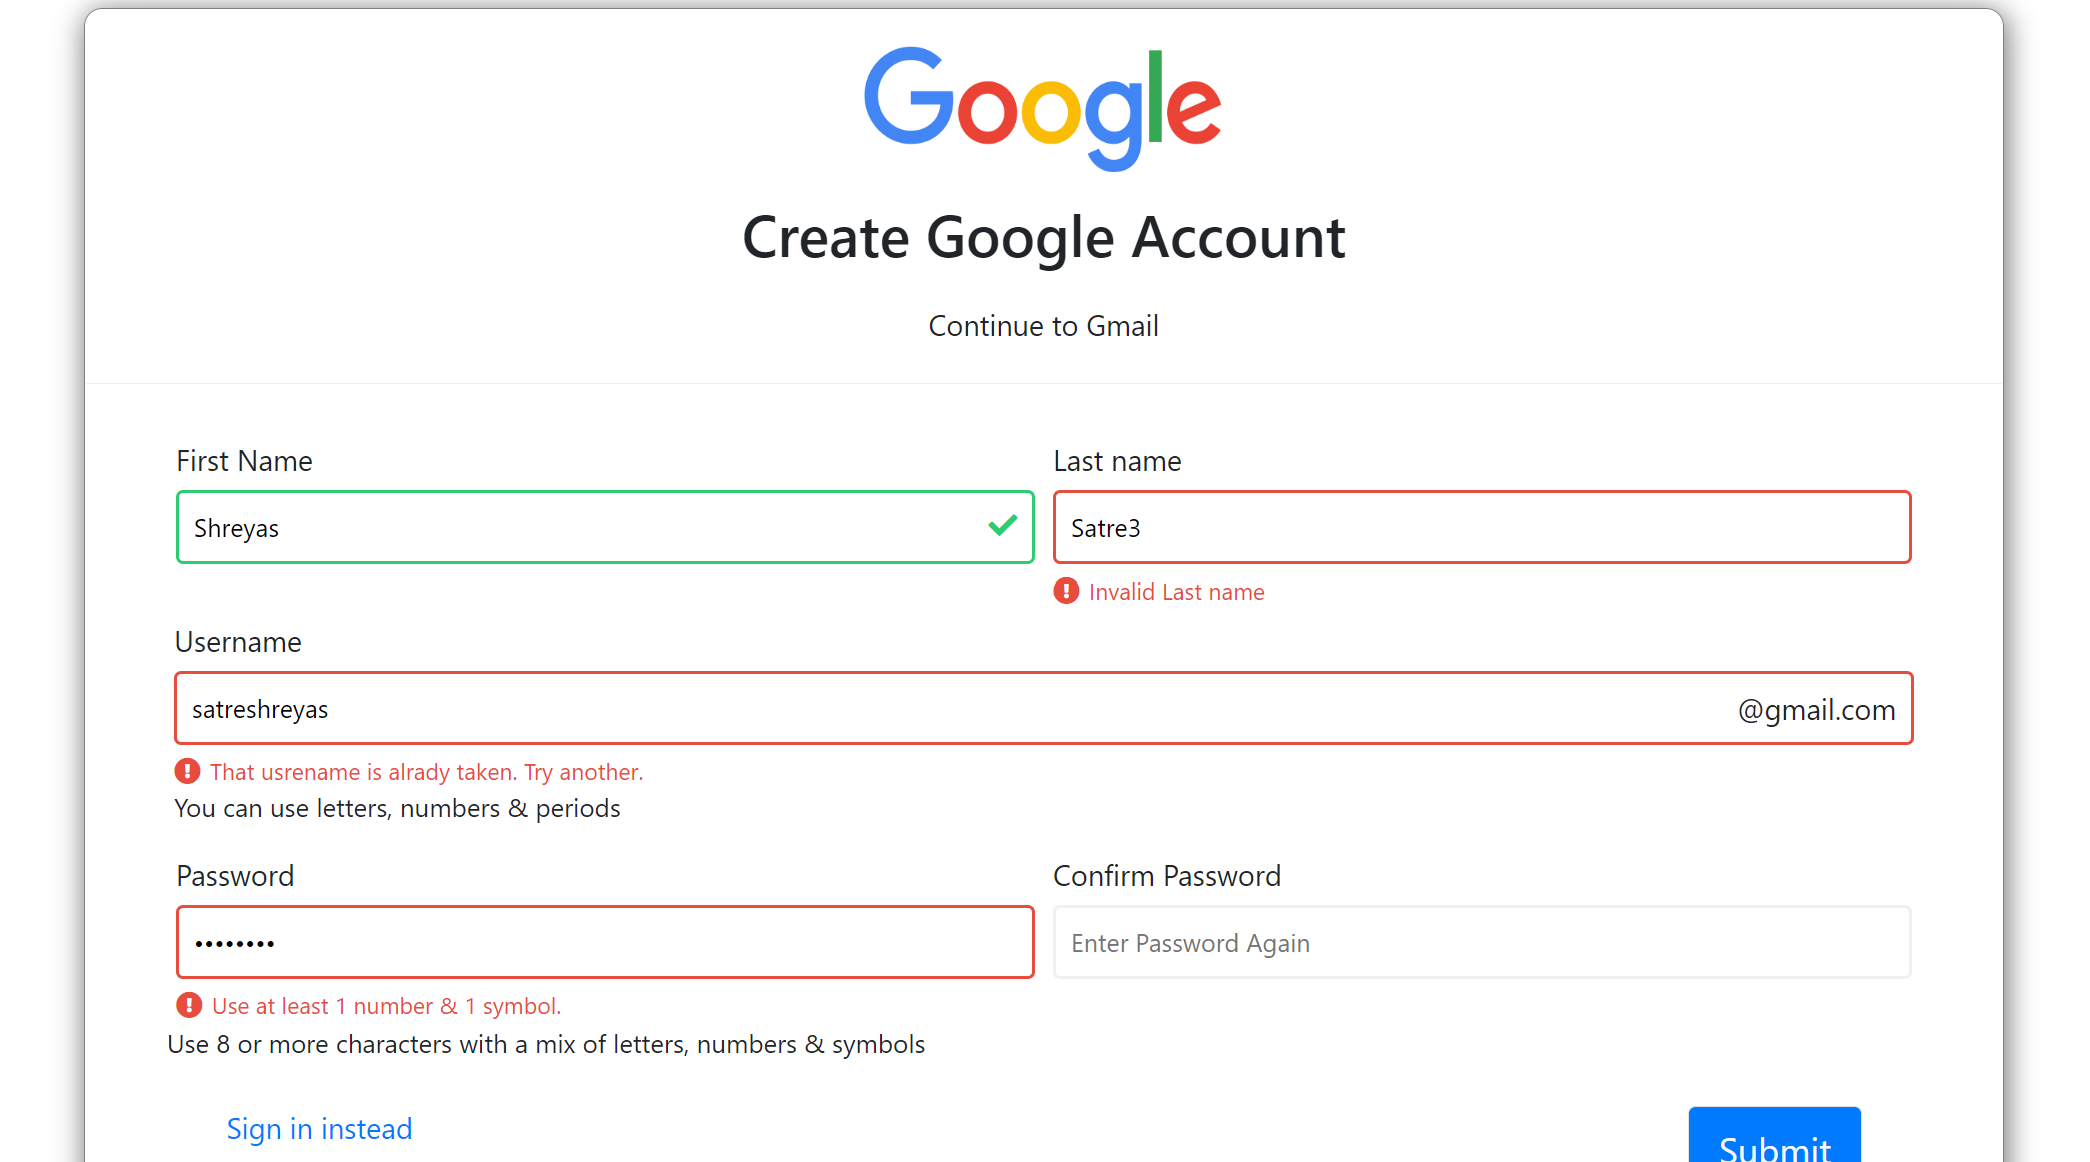 Google
Create Google Account
Continue to Gmail
First Name
Last name
Shreyas
Satre3
Invalid Last name
Username
satreshreyas
@gmail.com
That usrename is alrady taken. Try another.
You can use letters, numbers & periods
Password
Confirm Password
Enter Password Again
Use at least 1 number & 1 symbol.
Use 8 or more characters with a mix of letters, numbers & symbols
Sign in instead
Submit